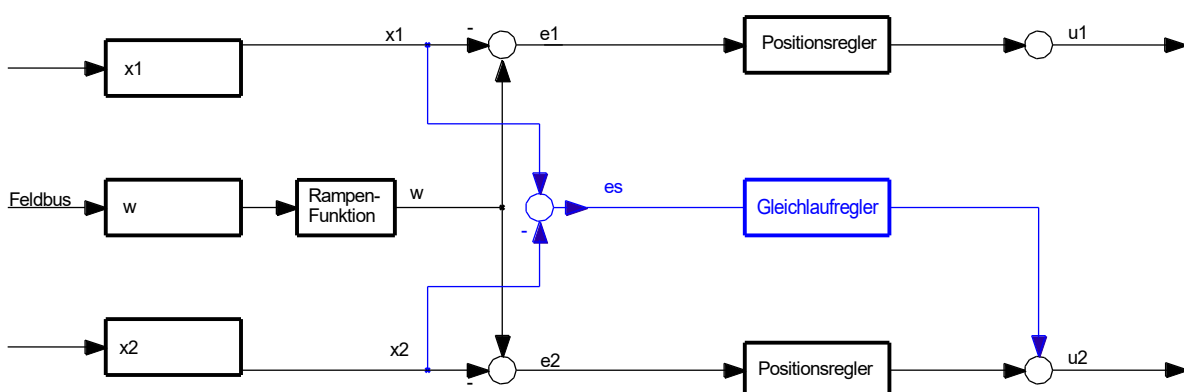 x1
x1
-
e1
Positionsregler
u1
Feldbus
w
Rampen-
Funktion
w
-
es
Gleichlaufregler
x2
x2
-
e2
Positionsregler
u2